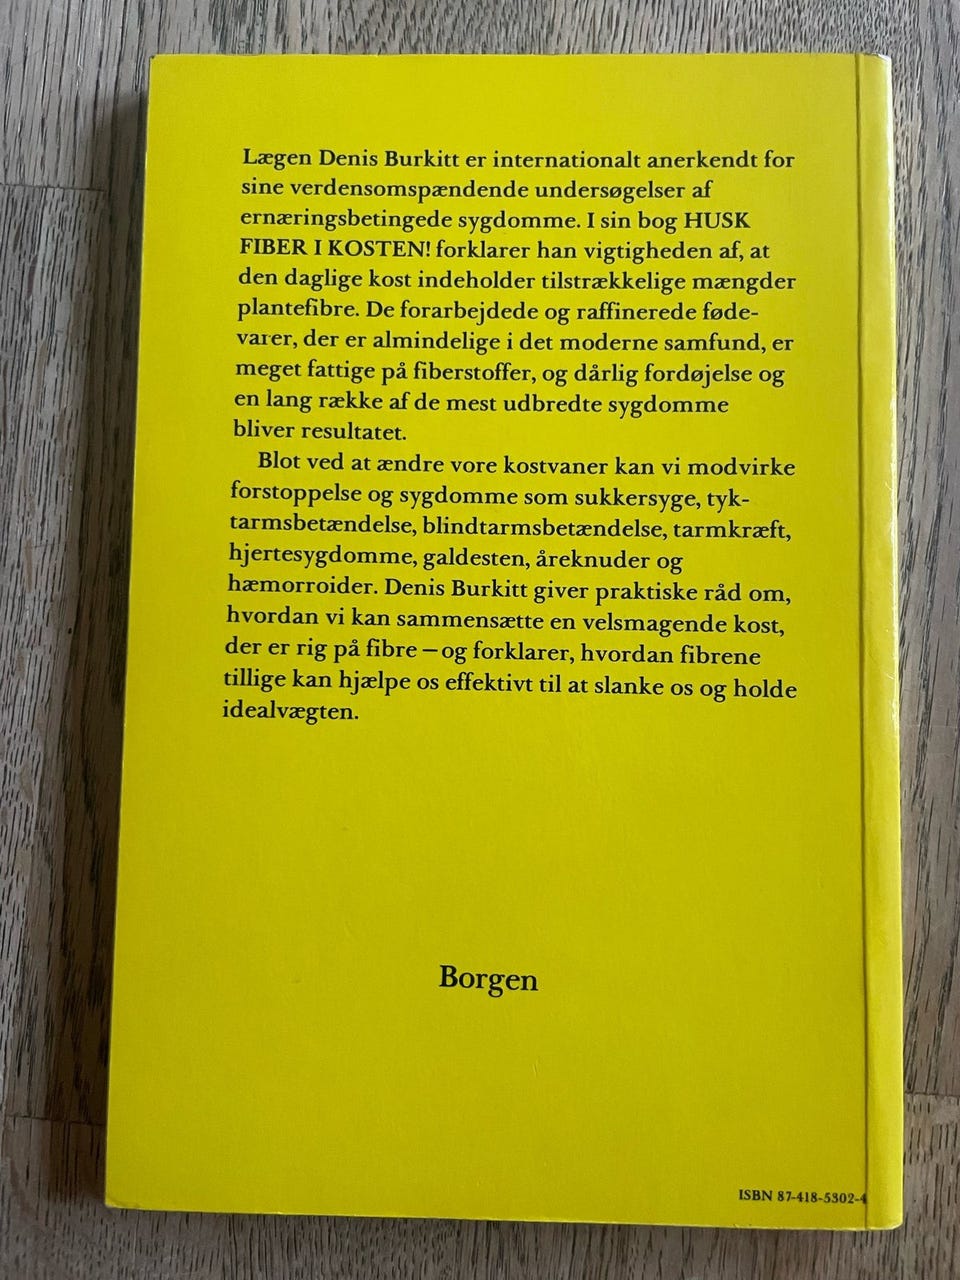 Lægen Denis Burkitt er internationalt anerkendt for
sine verdensomspændende undersøgelser af
ernæringsbetingede sygdomme. I sin bog HUSK
FIBER I KOSTEN! forklarer han vigtigheden af, at
den daglige kost indeholder tilstrækkelige mængder
plantefibre. De forarbejdede og raffinerede føde-
varer, der er almindelige i det moderne samfund, er
meget fattige på fiberstoffer, og dårlig fordøjelse og
en lang række af de mest udbredte sygdomme
bliver resultatet.
Blot ved at ændre vore kostvaner kan vi modvirke
forstoppelse og sygdomme som sukkersyge, tyk-
tarmsbetændelse, blindtarmsbetændelse, tarmkræft,
hjertesygdomme, galdesten, åreknuder og
hæmorroider. Denis Burkitt giver praktiske råd om,
hvordan vi kan sammensætte en velsmagende kost,
der er rig på fibre — og forklarer, hvordan fibrene
tillige kan hjælpe os effektivt til at slanke os og holde
idealvægten.
Borgen
ISBN 87-418-5302-4